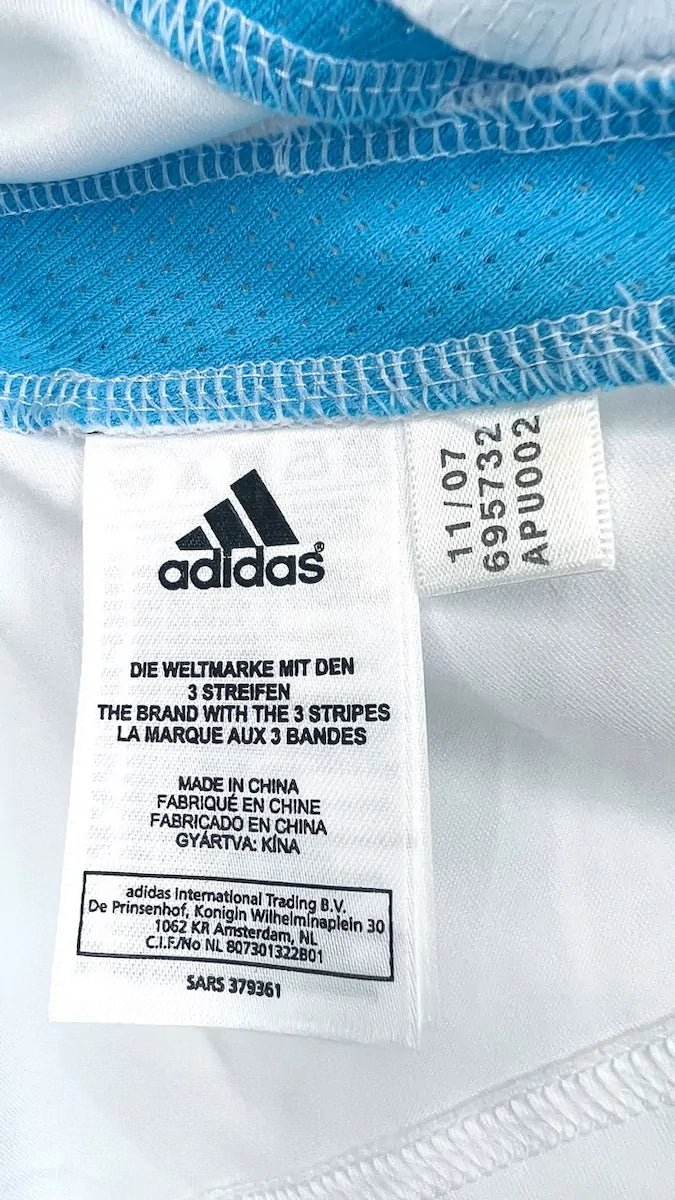 adidas®
DIE WELTMARKE MIT DEN
3 STREIFEN
THE BRAND WITH THE 3 STRIPES
LA MARQUE AUX 3 BANDES
MADE IN CHINA
FABRIQUÉ EN CHINE
FABRICADO EN CHINA
GYÁRTVA: KÍNA
adidas International Trading B.V.
De Prinsenhof, Konigin Wilhelminaplein 30
1062 KR Amsterdam, NL
C.I.F./No NL 807301322B01
SARS 379361
11/07
695732
APU002